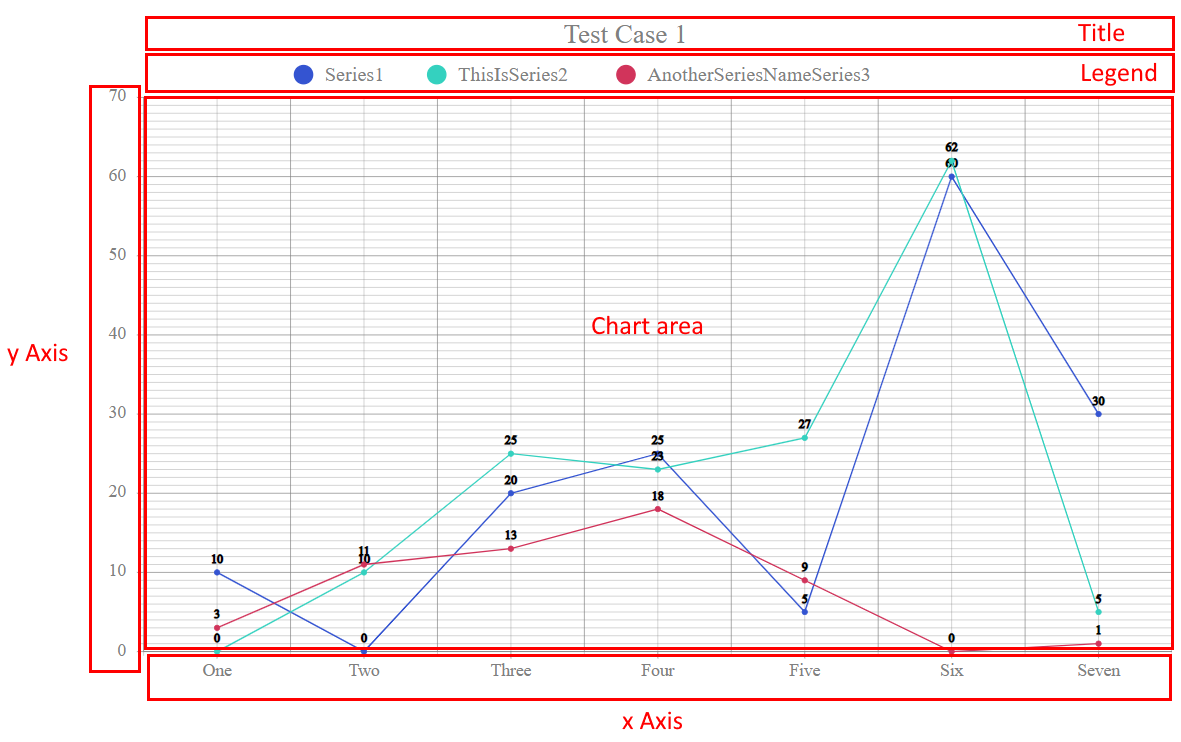 Test Case 1 Title
Series1 ThisIsSeries2 AnotherSeriesNameSeries3 Legend
70
62
60 60
50
Chart area
40
y Axis
30 30
27
25 25
23
20 20
18
13
11
10 10 10
9
5 5
3
1
0 0 0 0
One Two Three Four Five Six Seven
x Axis